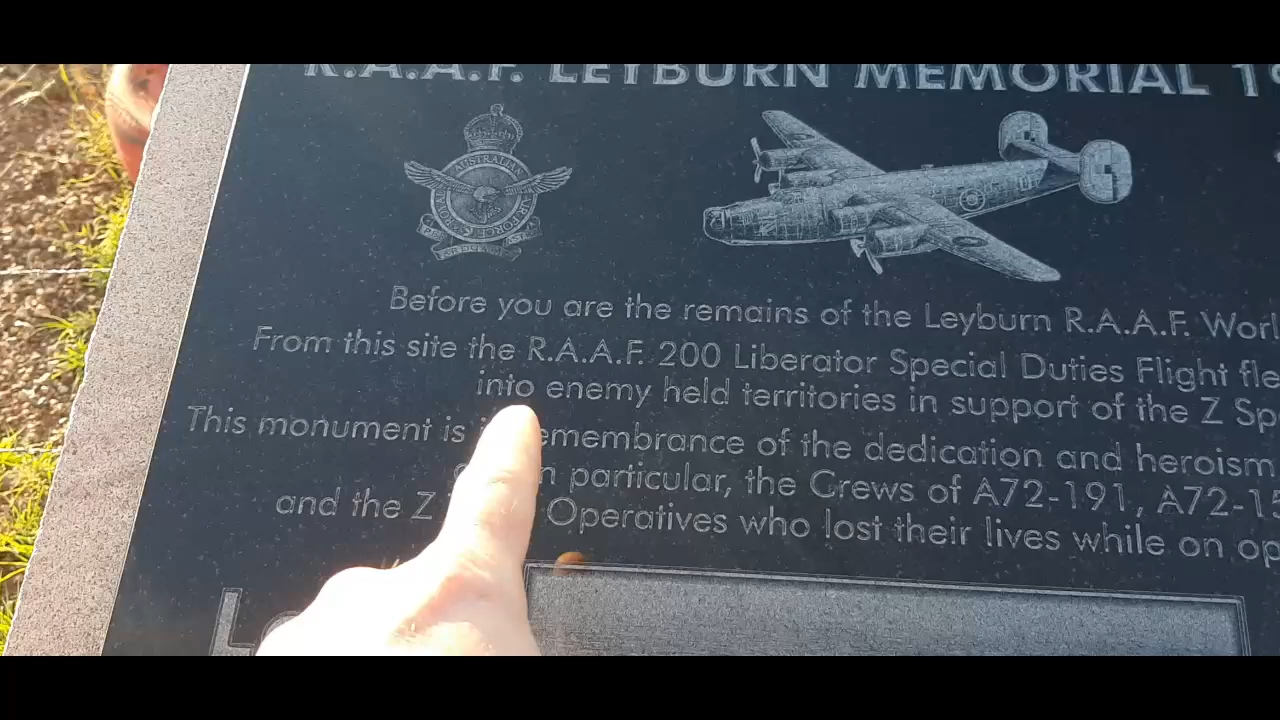 R.A.A.F. LEYBURN MEMORIAL 19
AUSTRALIAN
Before you are the remains of the Leyburn R.A.A.F. Worl
From this site the R.A.A.F. 200 Liberator Special Duties Flight fle
into enemy held territories in support of the Z Sp
This monument is emembrance of the dedication and heroism
n particular, the Crews of A72-191, A72-15
and the Z Operatives who lost their lives while on op